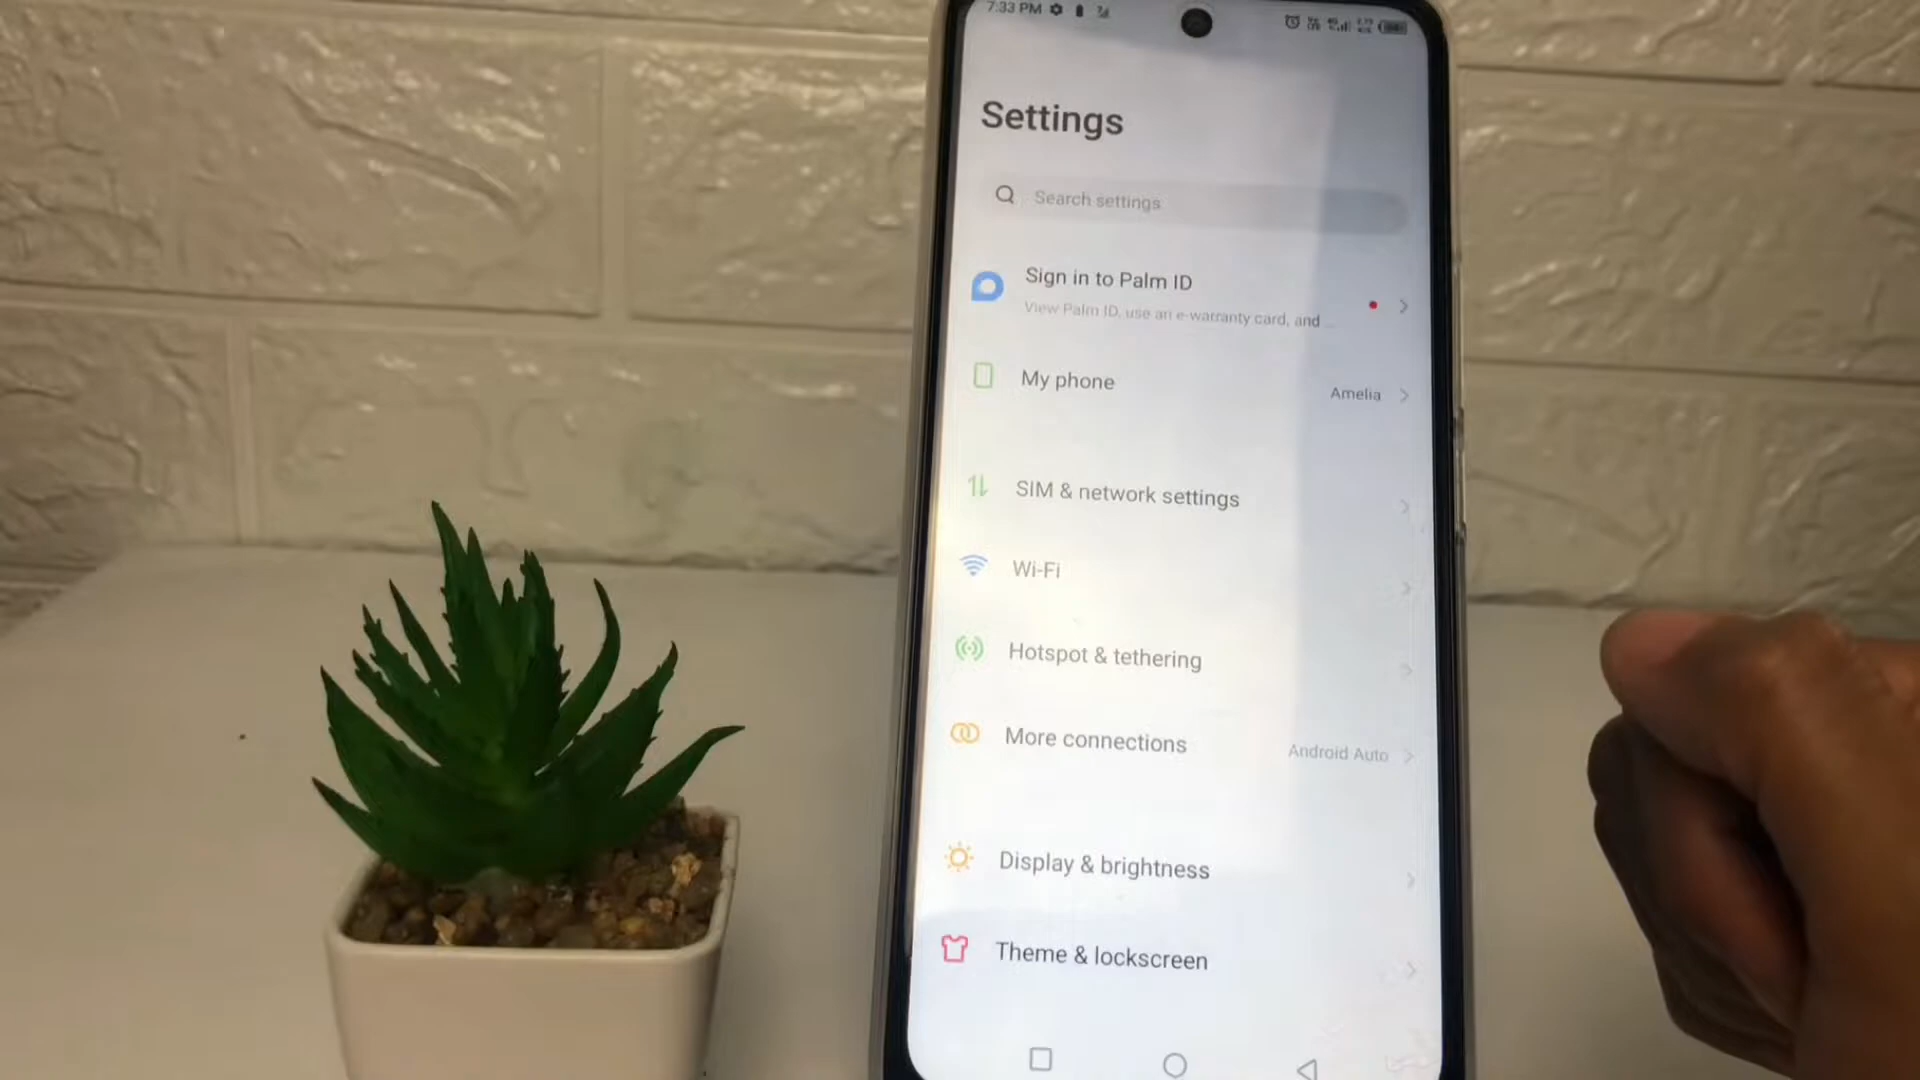 7:33 PM
Settings
Search settings
Sign in to Palm ID
View Palm ID, use an e-warranty card, and ...
My phone
Amelia
SIM & network settings
Wi-Fi
Hotspot & tethering
More connections
Android Auto
Display & brightness
Theme & lockscreen